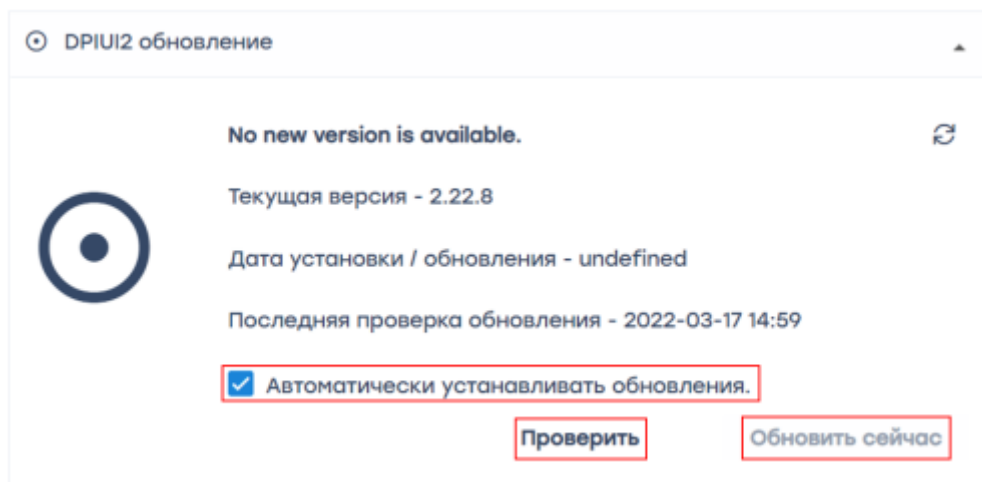 DPIUI2 обновление
No new version is available.
Текущая версия - 2.22.8
Дата установки / обновления - undefined
Последняя проверка обновления - 2022-03-17 14:59
Автоматически устанавливать обновления.
Проверить Обновить сейчас